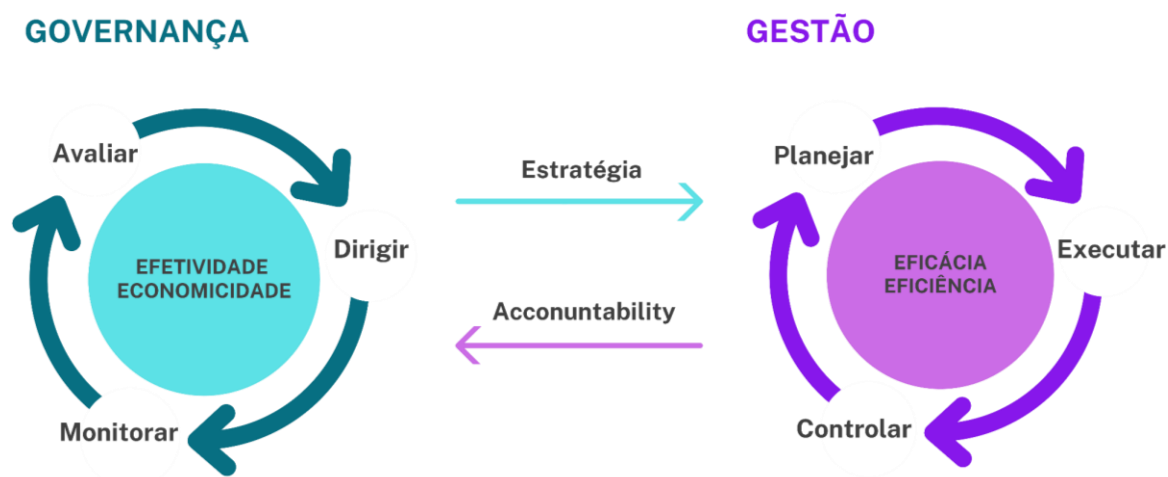 GOVERNANÇA
Avaliar
Dirigir
EFETIVIDADE
ECONOMICIDADE
Monitorar
Estratégia
Acconuntability
GESTÃO
Planejar
Executar
EFICÁCIA
EFICIÊNCIA
Controlar